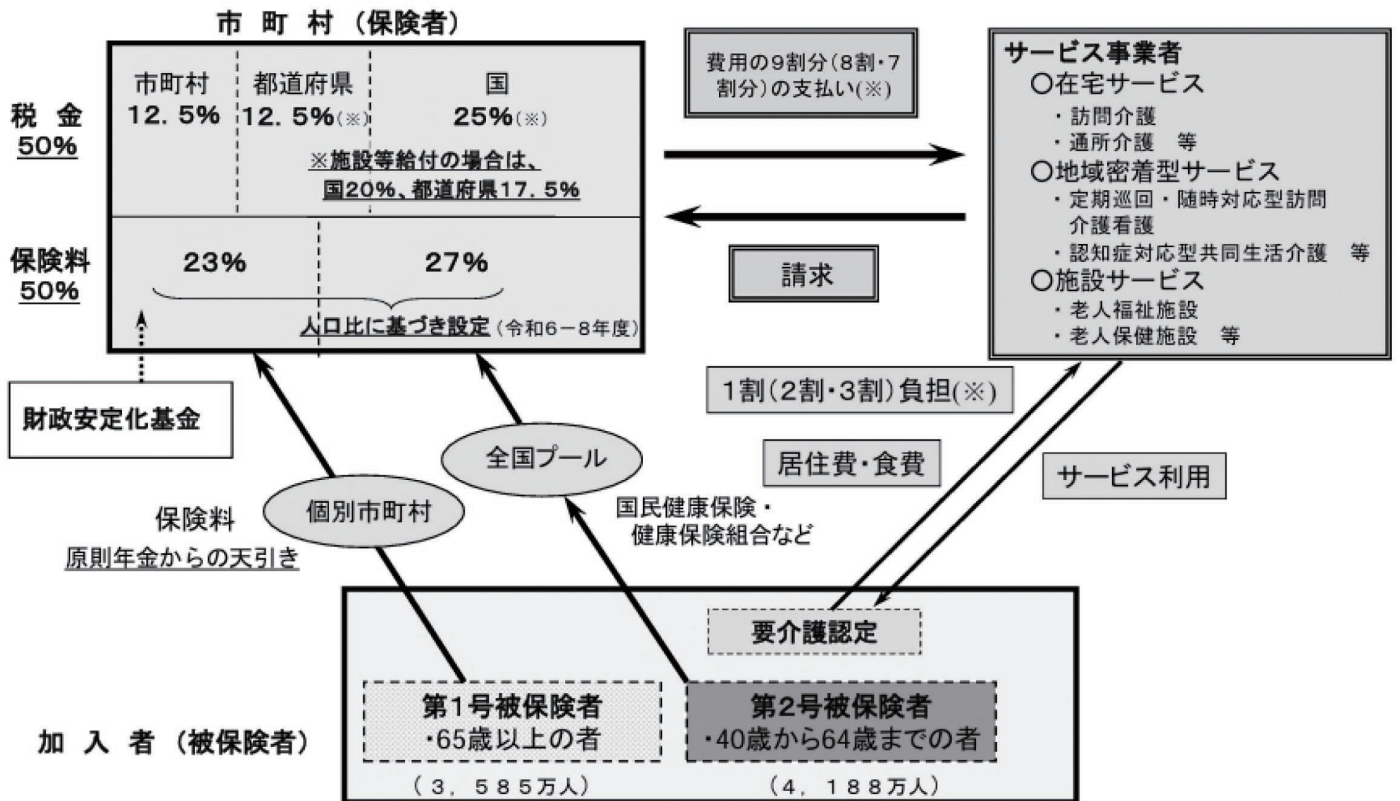 市 町 村 (保険者)
税 金
50%
市町村
12.5%
都道府県
12.5%(※)
国
25%(※)
※施設等給付の場合は、
国20%、都道府県17.5%
保険料
50%
23%
27%
人口比に基づき設定 (令和6-8年度)
財政安定化基金
費用の9割分(8割・7
割分)の支払い(※)
請求
サービス事業者
〇在宅サービス
・訪問介護
・通所介護 等
〇地域密着型サービス
・定期巡回・随時対応型訪問
介護看護
・認知症対応型共同生活介護 等
〇施設サービス
・老人福祉施設
・老人保健施設 等
1割(2割・3割)負担(※)
居住費・食費
サービス利用
全国プール
個別市町村
保険料
原則年金からの天引き
国民健康保険・
健康保険組合など
要介護認定
加 入 者 (被保険者)
第1号被保険者
・65歳以上の者
(3,585万人)
第2号被保険者
・40歳から64歳までの者
(4,188万人)